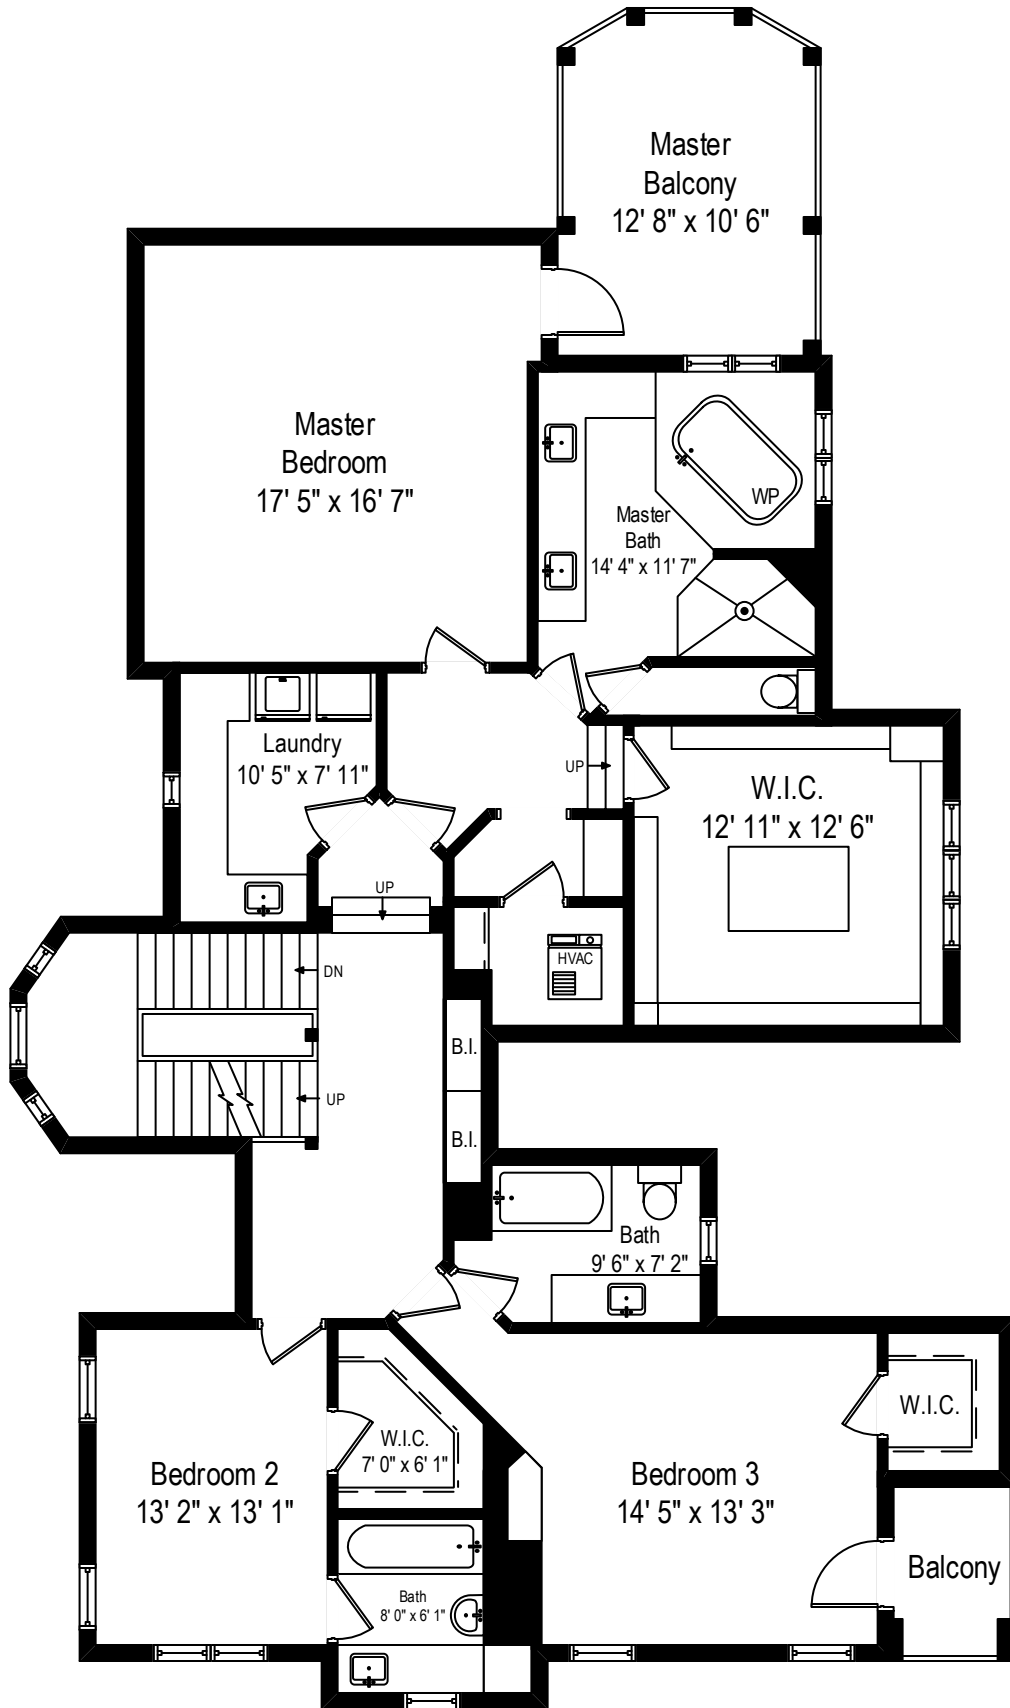 Master
Balcony
12' 8" x 10' 6"
Master
Bedroom
17' 5" x 16' 7"
WP
Master
Bath
14' 4" x 11' 7"
Laundry
10' 5" x 7' 11"
UP
W.I.C.
12' 11" x 12' 6"
UP
HVAC
DN
B.I.
UP
B.I.
Bath
9' 6" x 7' 2"
W.I.C.
W.I.C.
7' 0" x 6' 1"
Bedroom 2
13' 2" x 13' 1"
Bedroom 3
14' 5" x 13' 3"
Balcony
Bath
8' 0" x 6' 1"